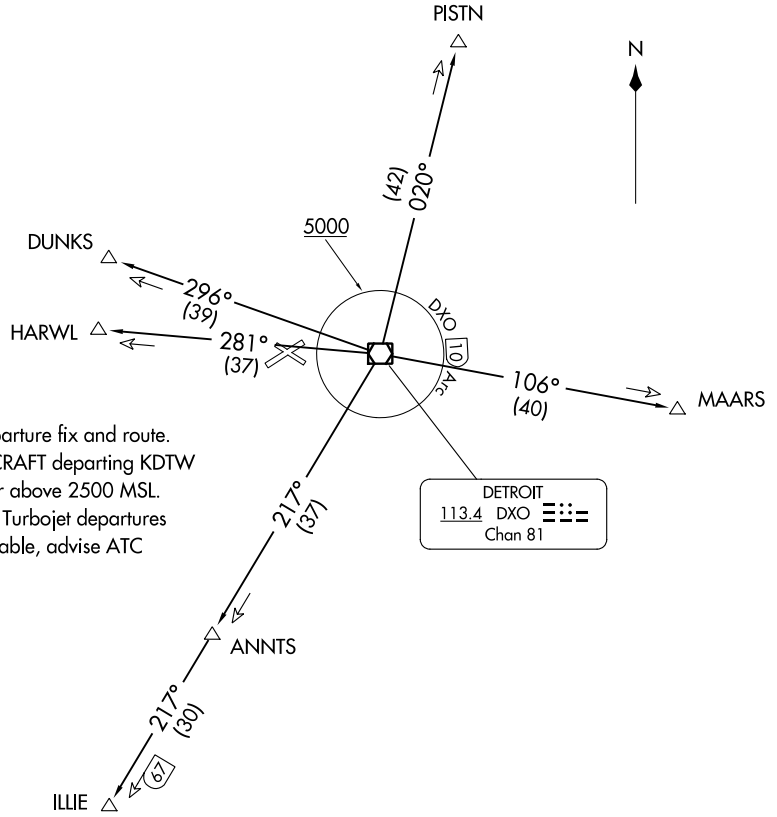 PISTN
N
(42)
020°
5000
DUNKS
296°
(39)
HARWL
281°
(37)
DXO
10
Arc
106°
(40)
MAARS
parture fix and route.
CRAFT departing KDTW
r above 2500 MSL.
Turbojet departures
able, advise ATC
217°
(37)
DETROIT
113.4 DXO
Chan 81
ANNTS
217°
(30)
67
ILLIE